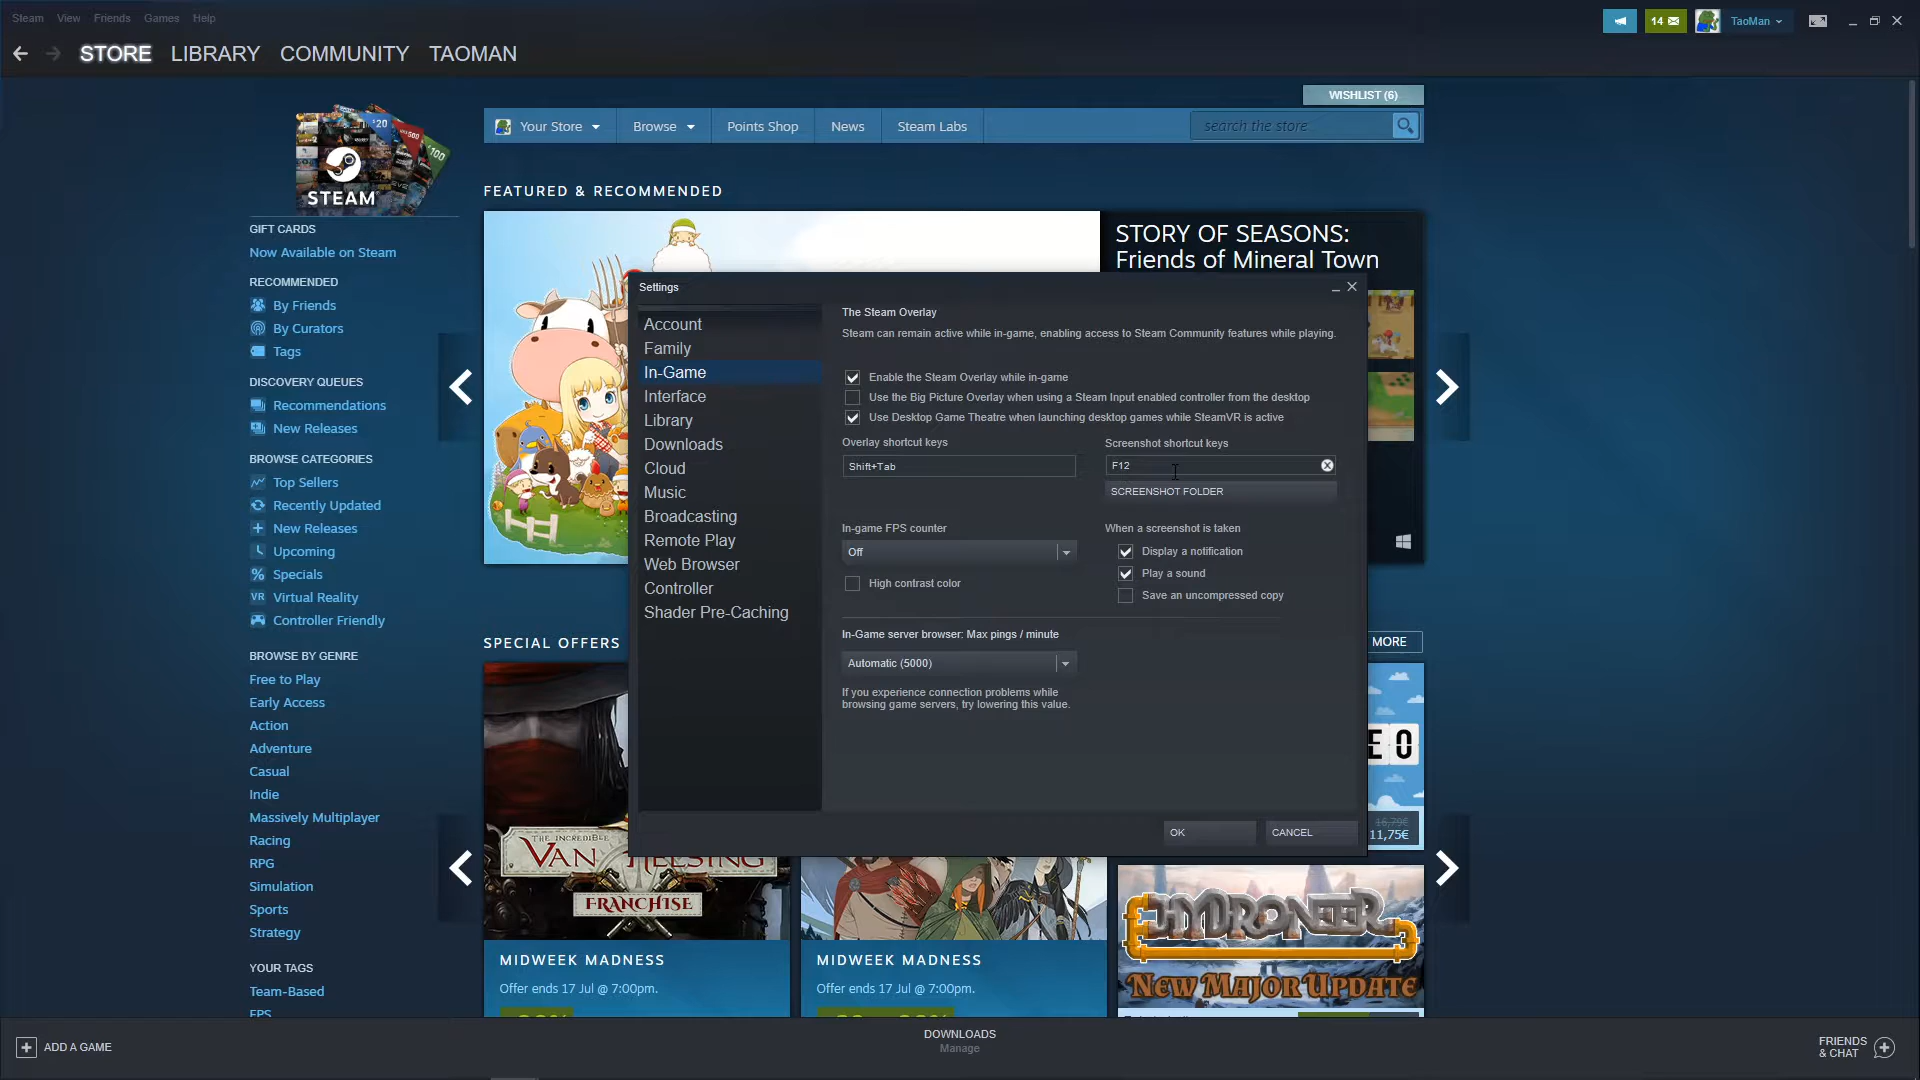 Steam View Friends Games Help
14
TaoMan
STORE LIBRARY COMMUNITY TAOMAN
WISHLIST (6)
Your Store Browse Points Shop News Steam Labs
search the store
$20
$100
STEAM
FEATURED & RECOMMENDED
GIFT CARDS
Now Available on Steam
RECOMMENDED
By Friends
By Curators
Tags
DISCOVERY QUEUES
Recommendations
New Releases
BROWSE CATEGORIES
Top Sellers
Recently Updated
New Releases
Upcoming
Specials
VR Virtual Reality
Controller Friendly
BROWSE BY GENRE
Free to Play
Early Access
Action
Adventure
Casual
Indie
Massively Multiplayer
Racing
RPG
Simulation
Sports
Strategy
YOUR TAGS
Team-Based
FPS
STORY OF SEASONS:
Friends of Mineral Town
Settings
Account
Family
In-Game
Interface
Library
Downloads
Cloud
Music
Broadcasting
Remote Play
Web Browser
Controller
Shader Pre-Caching
The Steam Overlay
Steam can remain active while in-game, enabling access to Steam Community features while playing.
Enable the Steam Overlay while in-game
Use the Big Picture Overlay when using a Steam Input enabled controller from the desktop
Use Desktop Game Theatre when launching desktop games while SteamVR is active
Overlay shortcut keys
Shift+Tab
Screenshot shortcut keys
F12
SCREENSHOT FOLDER
In-game FPS counter
Off
High contrast color
When a screenshot is taken
Display a notification
Play a sound
Save an uncompressed copy
In-Game server browser: Max pings / minute
Automatic (5000)
If you experience connection problems while
browsing game servers, try lowering this value.
OK CANCEL
SPECIAL OFFERS
MORE
THE INCREDIBLE
VAN HELSING
FRANCHISE
MIDWEEK MADNESS
Offer ends 17 Jul @ 7:00pm.
MIDWEEK MADNESS
Offer ends 17 Jul @ 7:00pm.
EO
16,79€
11,75€
HYDRONEER
NEW MAJOR UPDATE
ADD A GAME
DOWNLOADS
Manage
FRIENDS
& CHAT